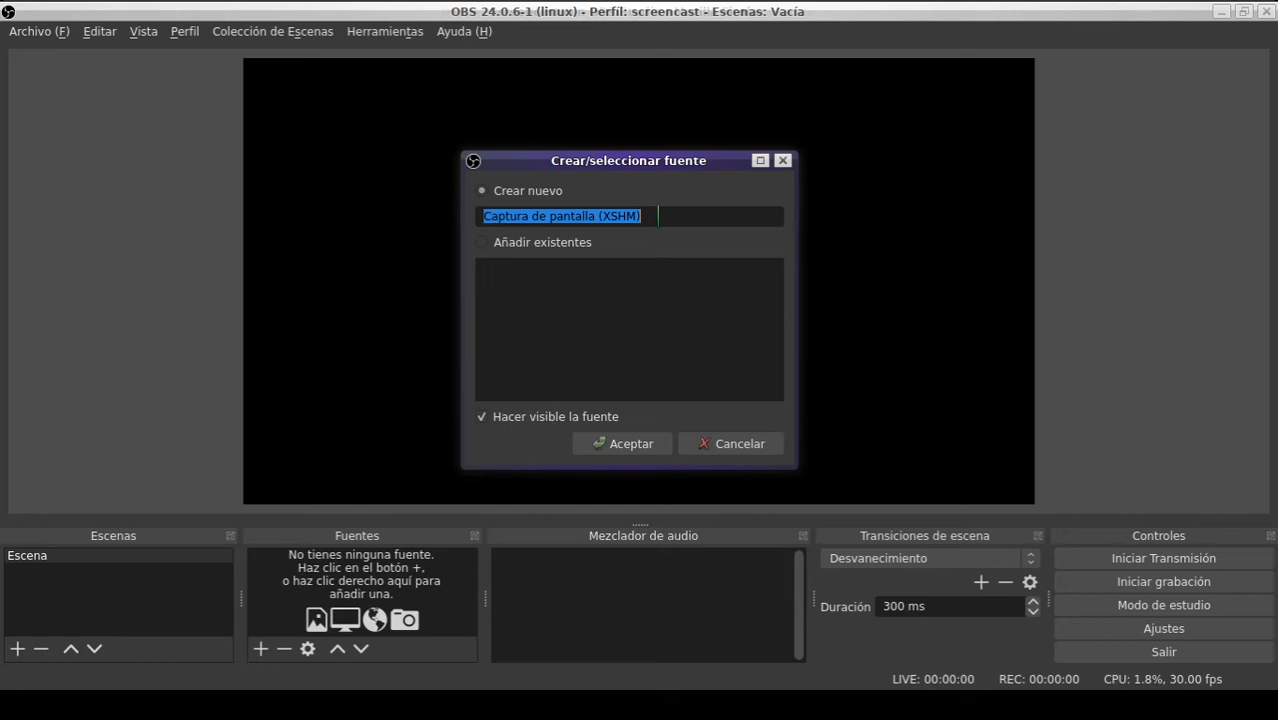 OBS 24.0.6-1 (linux) - Perfil: screencast - Escenas: Vacía
Archivo (F) Editar Vista Perfil Colección de Escenas Herramientas Ayuda (H)
Crear/seleccionar fuente
Crear nuevo
Captura de pantalla (XSHM)
Añadir existentes
Hacer visible la fuente
Aceptar Cancelar
Escenas
Escena
Fuentes
No tienes ninguna fuente.
Haz clic en el botón +,
o haz clic derecho aquí para
añadir una.
Mezclador de audio
Transiciones de escena
Desvanecimiento
Duración 300 ms
Controles
Iniciar Transmisión
Iniciar grabación
Modo de estudio
Ajustes
Salir
LIVE: 00:00:00 REC: 00:00:00 CPU: 1.8%, 30.00 fps